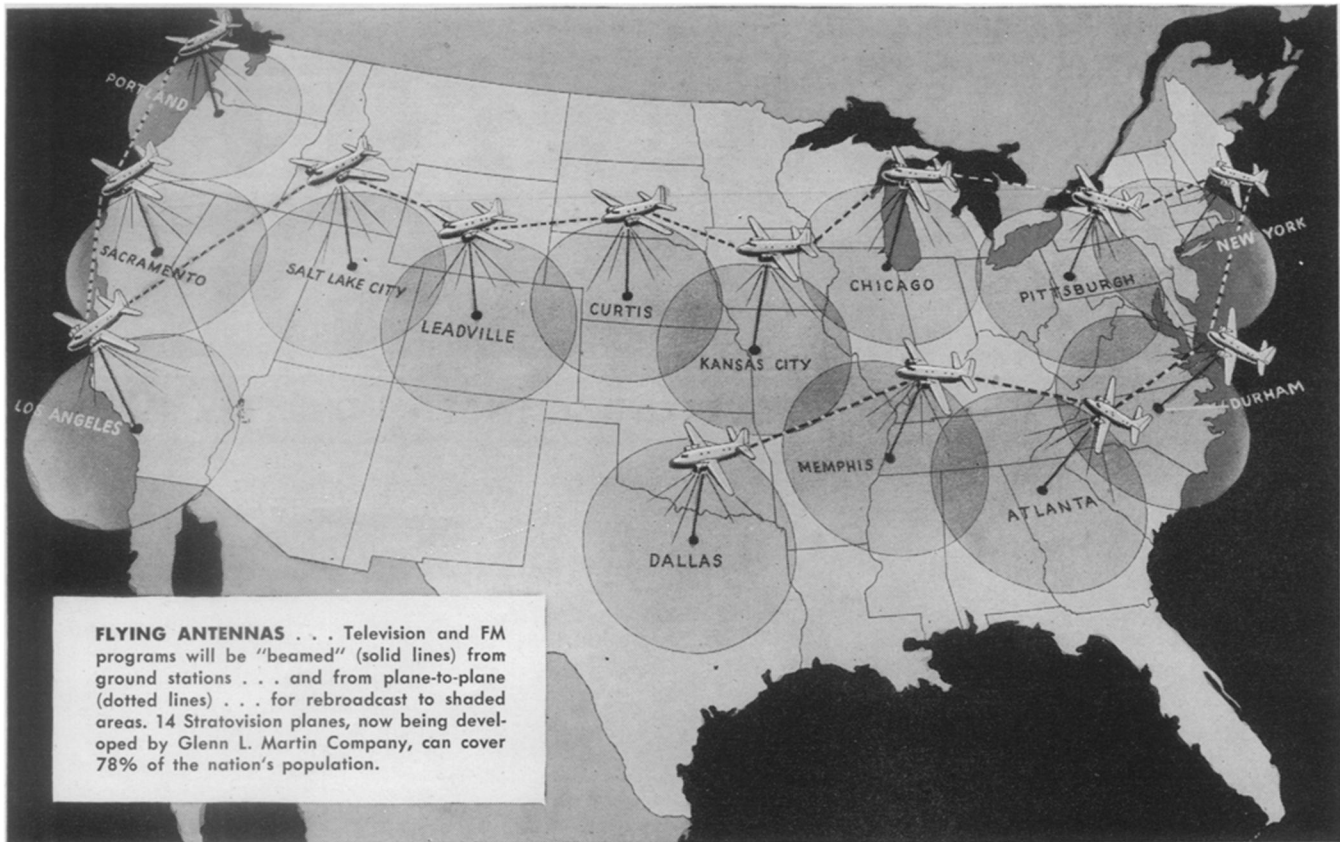 PORTLAND
SACRAMENTO
SALT LAKE CITY
LEADVILLE
CURTIS
KANSAS CITY
CHICAGO
PITTSBURGH
NEW YORK
LOS ANGELES
DALLAS
MEMPHIS
ATLANTA
DURHAM
FLYING ANTENNAS . . . Television and FM
programs will be "beamed" (solid lines) from
ground stations . . . and from plane-to-plane
(dotted lines) . . . for rebroadcast to shaded
areas. 14 Stratovision planes, now being devel-
oped by Glenn L. Martin Company, can cover
78% of the nation's population.